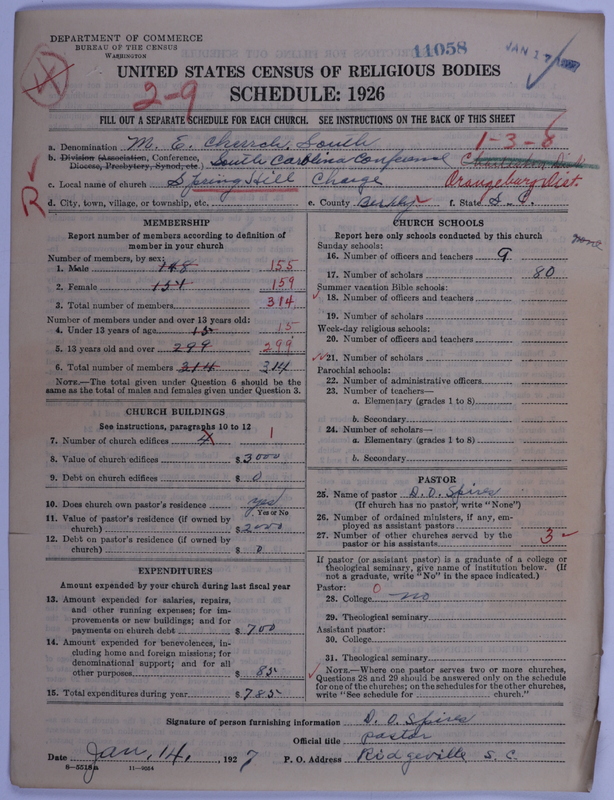 DEPARTMENT OF COMMERCE
BUREAU OF THE CENSUS
WASHINGTON
11058
JAN 17 1927
2-9
UNITED STATES CENSUS OF RELIGIOUS BODIES
SCHEDULE: 1926
FILL OUT A SEPARATE SCHEDULE FOR EACH CHURCH. SEE INSTRUCTIONS ON THE BACK OF THIS SHEET
1-3-8
a. Denomination M. E. Church, South
b. Division (Association, Conference, Diocese, Presbytery, Synod, etc.) South Carolina Conference
Orangeburg Dist.
R
c. Local name of church Spring Hill Charge
d. City, town, village, or township, etc. e. County f. State S. C.
MEMBERSHIP
Report number of members according to definition of
member in your church
Number of members, by sex:
1. Male 148 155
2. Female 151 159
3. Total number of members 314
Number of members under and over 13 years old:
4. Under 13 years of age 15 15
5. 13 years old and over 299 299
6. Total number of members 314 314
NOTE.—The total given under Question 6 should be
same as the total of males and females given under Question 3.
CHURCH BUILDINGS
See instructions, paragraphs 10 to 12
7. Number of church edifices 4 1
8. Value of church edifices $3000
9. Debt on church edifices $0
10. Does church own pastor's residence yes
Yes or No
11. Value of pastor's residence (if owned by
church) $2000
12. Debt on pastor's residence (if owned by
church) $0
EXPENDITURES
Amount expended by your church during last fiscal year
13. Amount expended for salaries, repairs,
and other running expenses; for im-
provements or new buildings; and for
payments on church debt $700
14. Amount expended for benevolences, in-
cluding home and foreign missions; for
denominational support; and for all
other purposes $85
15. Total expenditures during year $785
CHURCH SCHOOLS
Report here only schools conducted by this church
Sunday schools:
16. Number of officers and teachers 9
17. Number of scholars 80
Summer vacation Bible schools:
18. Number of officers and teachers
19. Number of scholars
Week-day religious schools:
20. Number of officers and teachers
21. Number of scholars
Parochial schools:
22. Number of administrative officers
23. Number of teachers—
a. Elementary (grades 1 to 8)
b. Secondary
24. Number of scholars—
a. Elementary (grades 1 to 8)
b. Secondary
PASTOR
25. Name of pastor D. O. Spires
(If church has no pastor, write "None")
26. Number of ordained ministers, if any, em-
ployed as assistant pastors
27. Number of other churches served by the
pastor or his assistants 3
If pastor (or assistant pastor) is a graduate of a college or
theological seminary, give name of institution below. (If
not a graduate, write "No" in the space indicated.)
Pastor: 0
28. College no
29. Theological seminary
Assistant pastor:
30. College
31. Theological seminary
NOTE.—Where one pastor serves two or more churches,
Questions 28 and 29 should be answered only on the schedule
for one of the churches; on the schedules for the other churches,
write "See schedule for church."
Signature of person furnishing information D. O. Spires
Official title pastor
Date Jan, 14, 1927 P. O. Address Ridgeville S. C.
8-5518a 11-9564